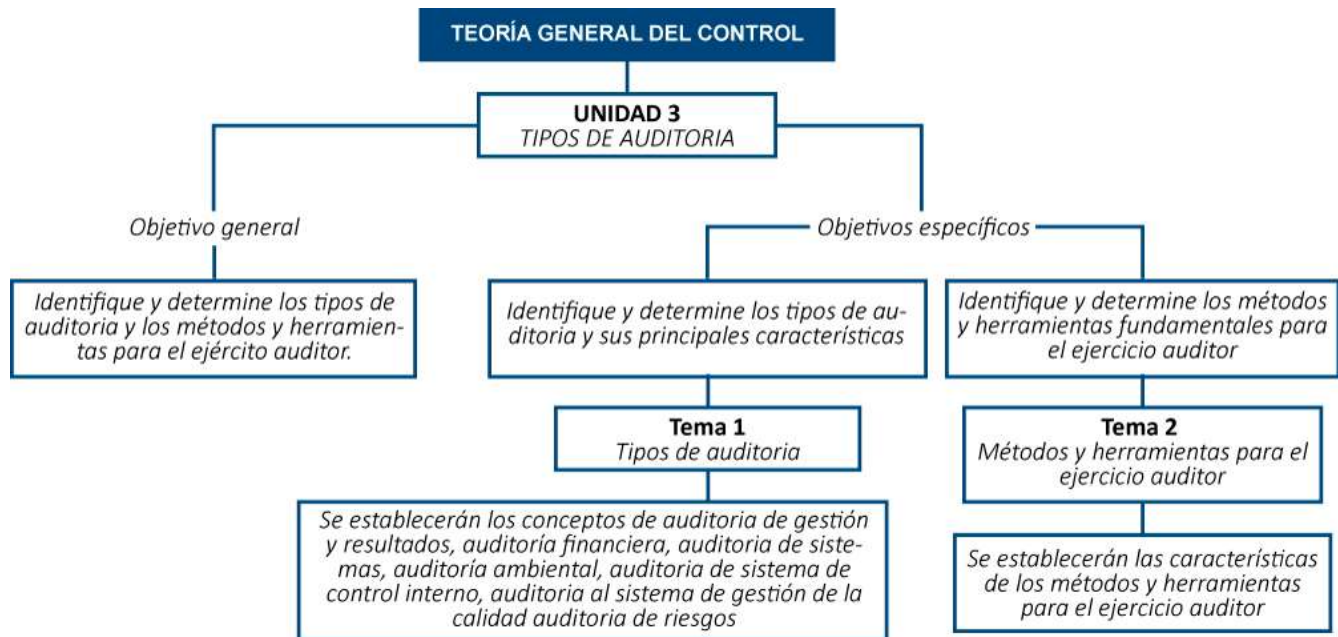 TEORÍA GENERAL DEL CONTROL
UNIDAD 3
TIPOS DE AUDITORIA
Objetivo general
Objetivos específicos
Identifique y determine los tipos de
auditoria y los métodos y herramien-
tas para el ejército auditor.
Identifique y determine los tipos de au-
ditoria y sus principales características
Identifique y determine los métodos
y herramientas fundamentales para
el ejercicio auditor
Tema 1
Tipos de auditoria
Tema 2
Métodos y herramientas para el
ejercicio auditor
Se establecerán los conceptos de auditoria de gestión
y resultados, auditoría financiera, auditoria de siste-
mas, auditoría ambiental, auditoria de sistema de
control interno, auditoria al sistema de gestión de la
calidad auditoria de riesgos
Se establecerán las características
de los métodos y herramientas
para el ejercicio auditor